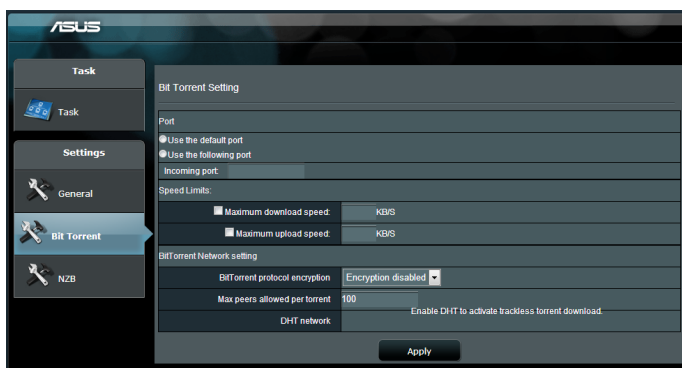 ASUS
Task
Task
Settings
General
Bit Torrent
NZB
Bit Torrent Setting
Port
Use the default port
Use the following port
Incoming port:
Speed Limits:
Maximum download speed: KB/S
Maximum upload speed: KB/S
BitTorrent Network setting
BitTorrent protocol encryption Encryption disabled
Max peers allowed per torrent 100
DHT network Enable DHT to activate trackless torrent download.
Apply